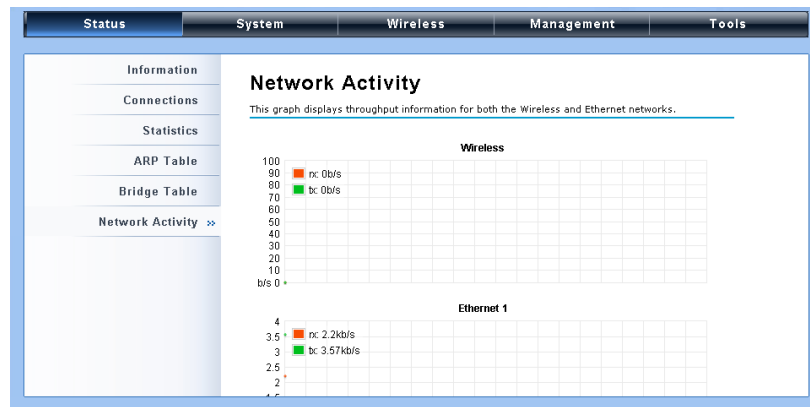 Status System Wireless Management Tools
Information
Connections
Statistics
ARP Table
Bridge Table
Network Activity »
Network Activity
This graph displays throughput information for both the Wireless and Ethernet networks.
Wireless
100
90
80
70
60
50
40
30
20
10
b/s 0
rx: 0b/s
tx: 0b/s
Ethernet 1
4
3.5
3
2.5
2
1.5
rx: 2.2kb/s
tx: 3.57kb/s